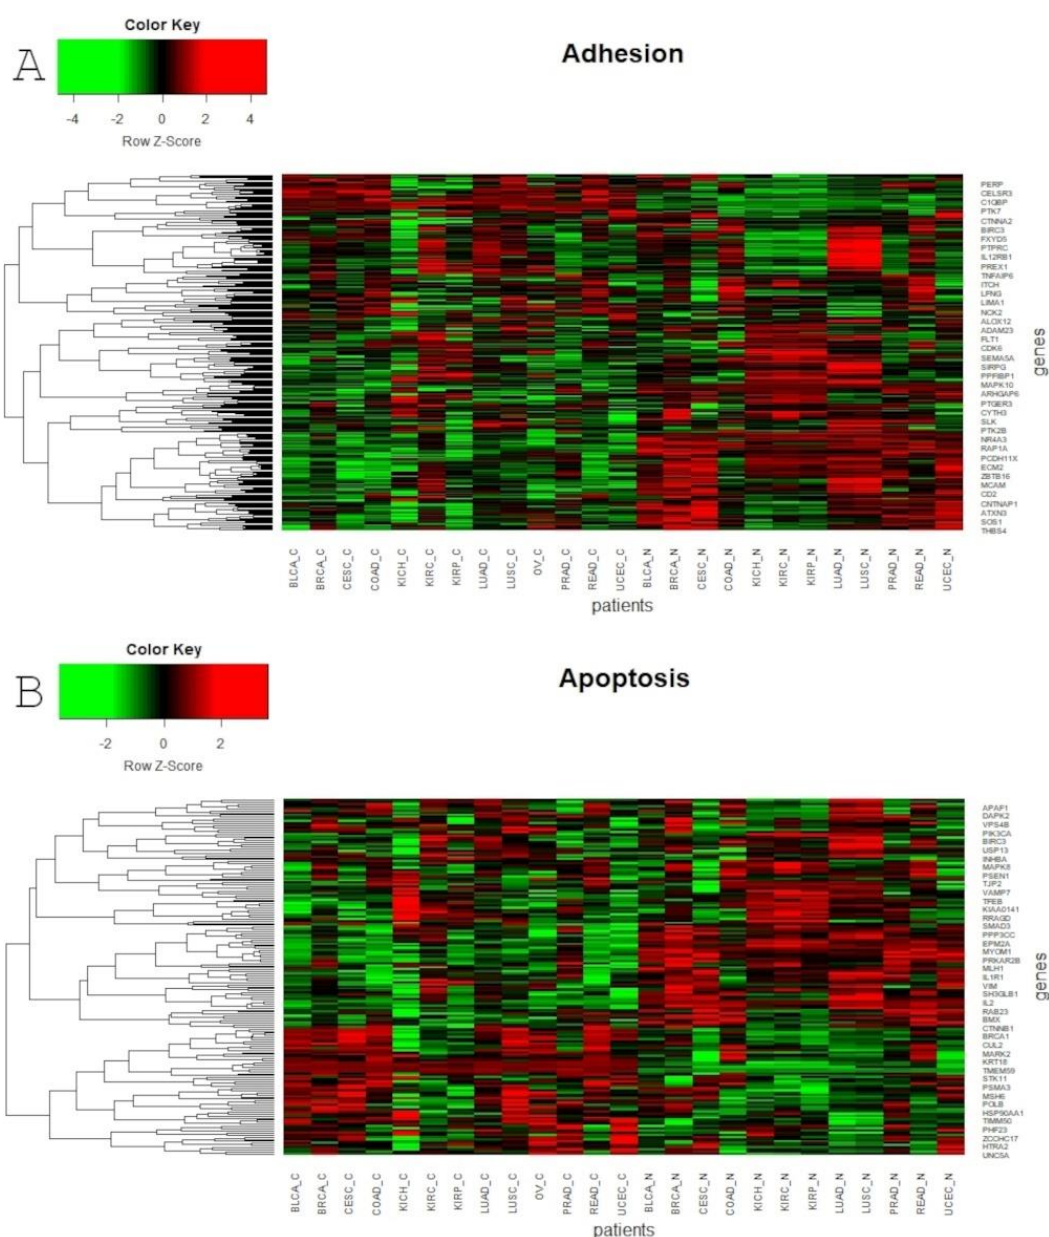 A
Color Key
-4 -2 0 2 4
Row Z-Score
Adhesion
PERP
CELSR3
C1QBP
PTK7
CTNNA2
BIRC3
FXYD5
PTPRC
IL12RB1
PREX1
TNFAIP6
ITCH
LFNG
LIMA1
NCK2
ALOX12
ADAM23
FLT1
CDK6
SEMA5A
SIRPG
PPFIBP1
MAPK10
ARHGAP6
PTGER3
CYTH3
SLK
PTK2B
NR4A3
RAP1A
PCDH11X
ECM2
ZBTB16
MCAM
CD2
CNTNAP1
ATXN3
SOS1
THBS4
genes
BLCA_C BRCA_C CESC_C COAD_C KICH_C KIRC_C KIRP_C LUAD_C LUSC_C OV_C PRAD_C READ_C UCEC_C BLCA_N BRCA_N CESC_N COAD_N KICH_N KIRC_N KIRP_N LUAD_N LUSC_N PRAD_N READ_N UCEC_N
patients
B
Color Key
-2 0 2
Row Z-Score
Apoptosis
APAF1
DAPK2
VPS4B
PIK3CA
BIRC3
USP13
INHBA
MAPK8
PSEN1
TJP2
VAMP7
TFEB
KIAA0141
RRAGD
SMAD3
PPP3CC
EPM2A
MYOM1
PRKAR2B
MLH1
IL1R1
VIM
SH3GLB1
IL2
RAB23
BMX
CTNNB1
BRCA1
CUL2
MARK2
KRT18
TMEM59
STK11
PSMA3
MSH6
POLB
HSP90AA1
TIMM50
PHF23
ZCCHC17
HTRA2
UNC5A
genes
BLCA_C BRCA_C CESC_C COAD_C KICH_C KIRC_C KIRP_C LUAD_C LUSC_C OV_C PRAD_C READ_C UCEC_C BLCA_N BRCA_N CESC_N COAD_N KICH_N KIRC_N KIRP_N LUAD_N LUSC_N PRAD_N READ_N UCEC_N
patients